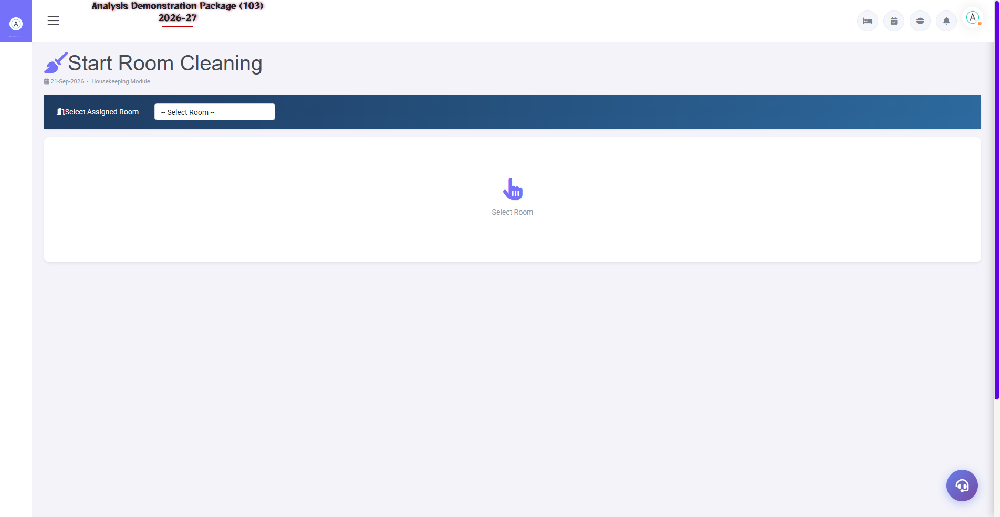 Analysis Demonstration Package (103)
2026-27
A
A
Start Room Cleaning
21-Sep-2026 • Housekeeping Module
Select Assigned Room
-- Select Room --
Select Room